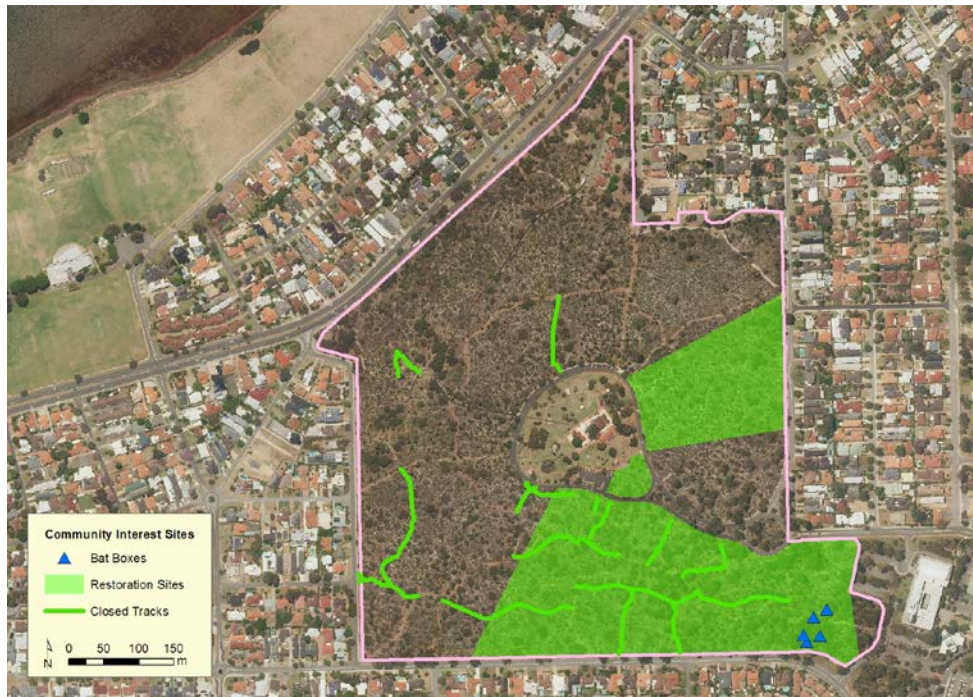 Community Interest Sites
Bat Boxes
Restoration Sites
Closed Tracks
N
0 50 100 150
m